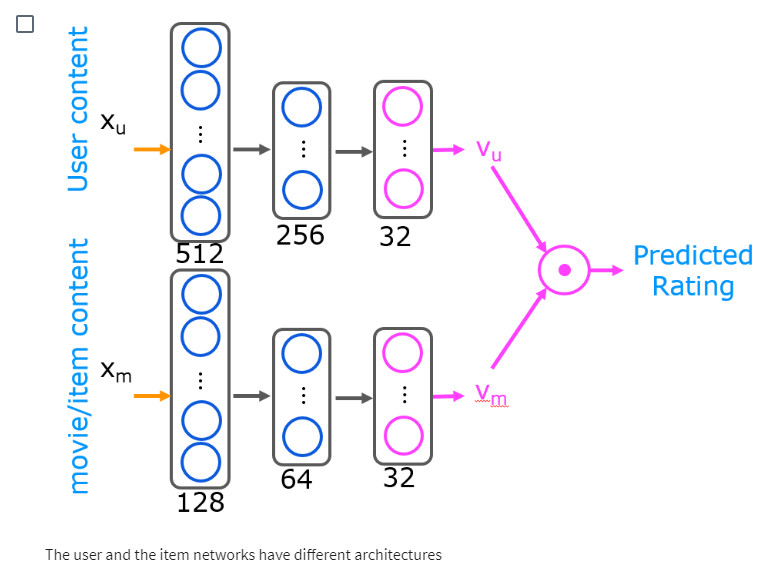 User content
xu
512
256
32
vu
Predicted
Rating
movie/item content
xm
128
64
32
vm
The user and the item networks have different architectures